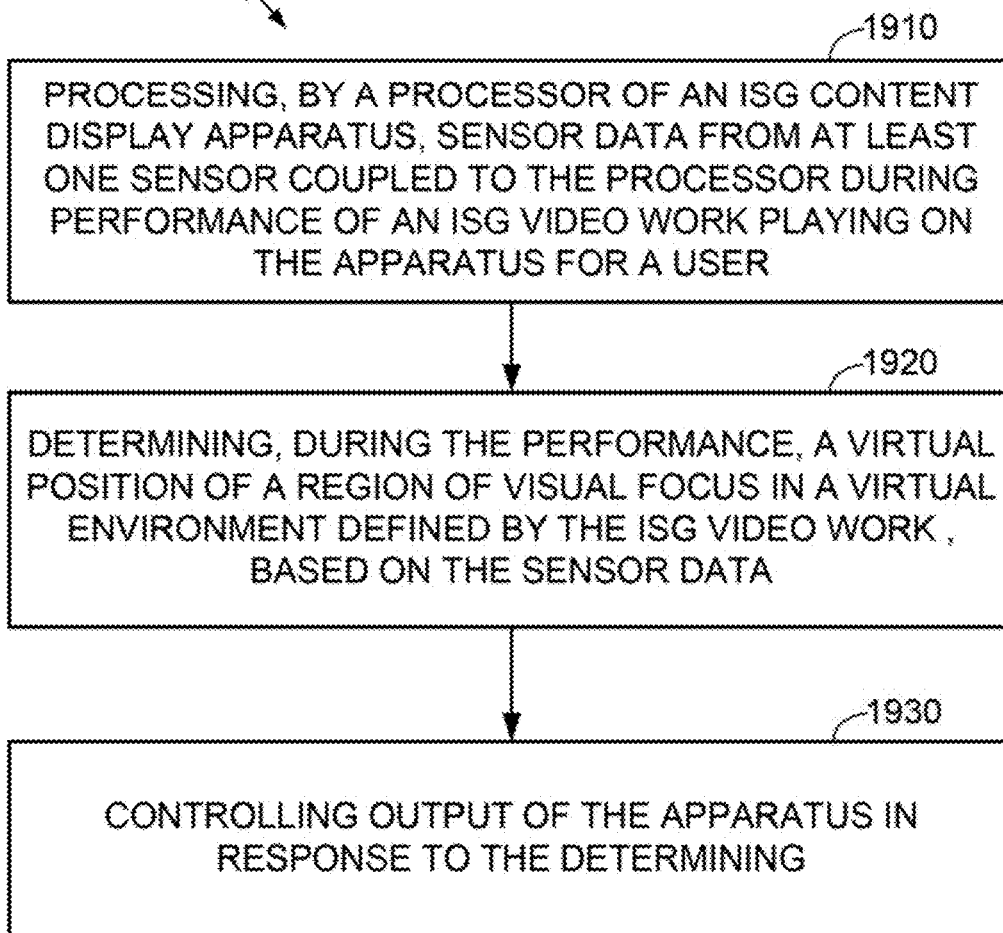 1910
PROCESSING, BY A PROCESSOR OF AN ISG CONTENT
DISPLAY APPARATUS, SENSOR DATA FROM AT LEAST
ONE SENSOR COUPLED TO THE PROCESSOR DURING
PERFORMANCE OF AN ISG VIDEO WORK PLAYING ON
THE APPARATUS FOR A USER
1920
DETERMINING, DURING THE PERFORMANCE, A VIRTUAL
POSITION OF A REGION OF VISUAL FOCUS IN A VIRTUAL
ENVIRONMENT DEFINED BY THE ISG VIDEO WORK ,
BASED ON THE SENSOR DATA
1930
CONTROLLING OUTPUT OF THE APPARATUS IN
RESPONSE TO THE DETERMINING